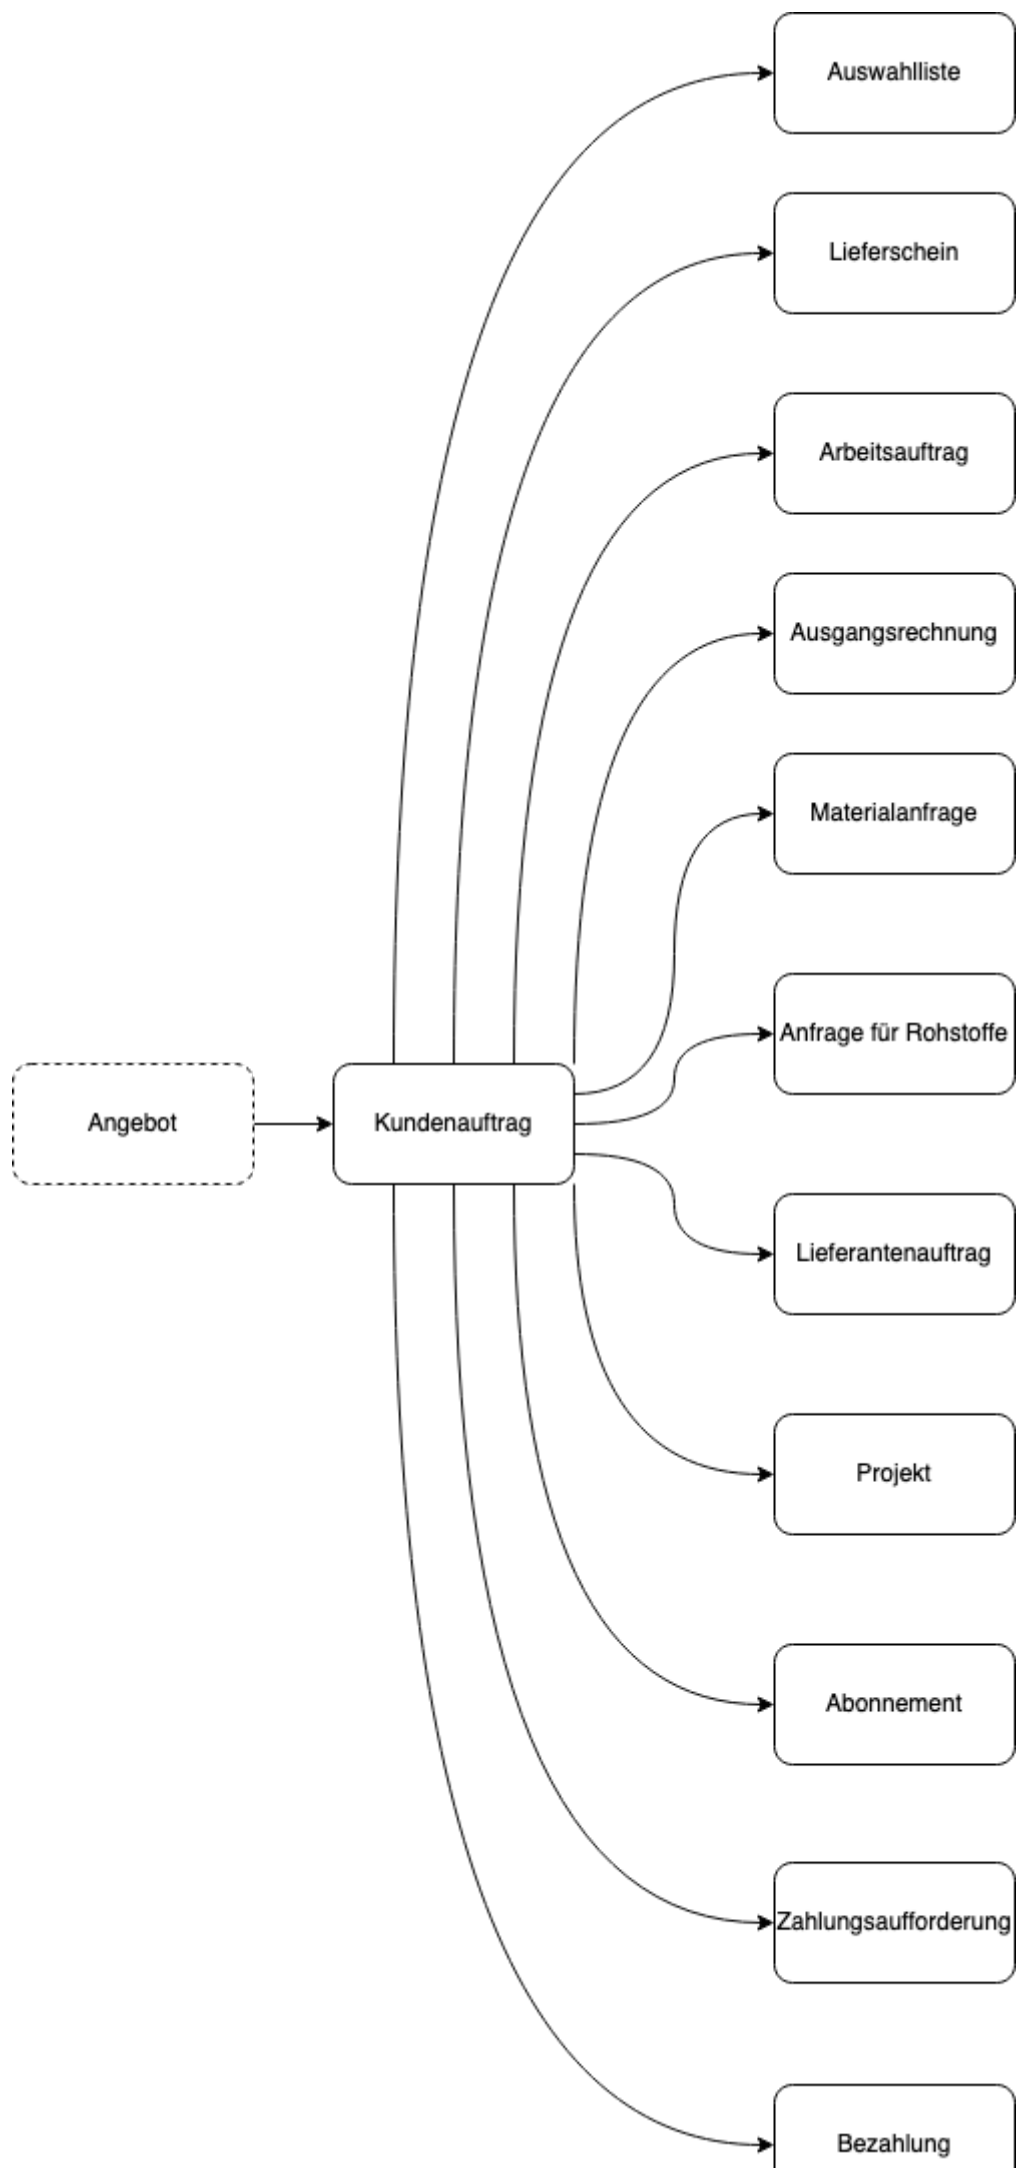 Auswahlliste
Lieferschein
Arbeitsauftrag
Ausgangsrechnung
Materialanfrage
Anfrage für Rohstoffe
Angebot
Kundenauftrag
Lieferantenauftrag
Projekt
Abonnement
Zahlungsaufforderung
Bezahlung